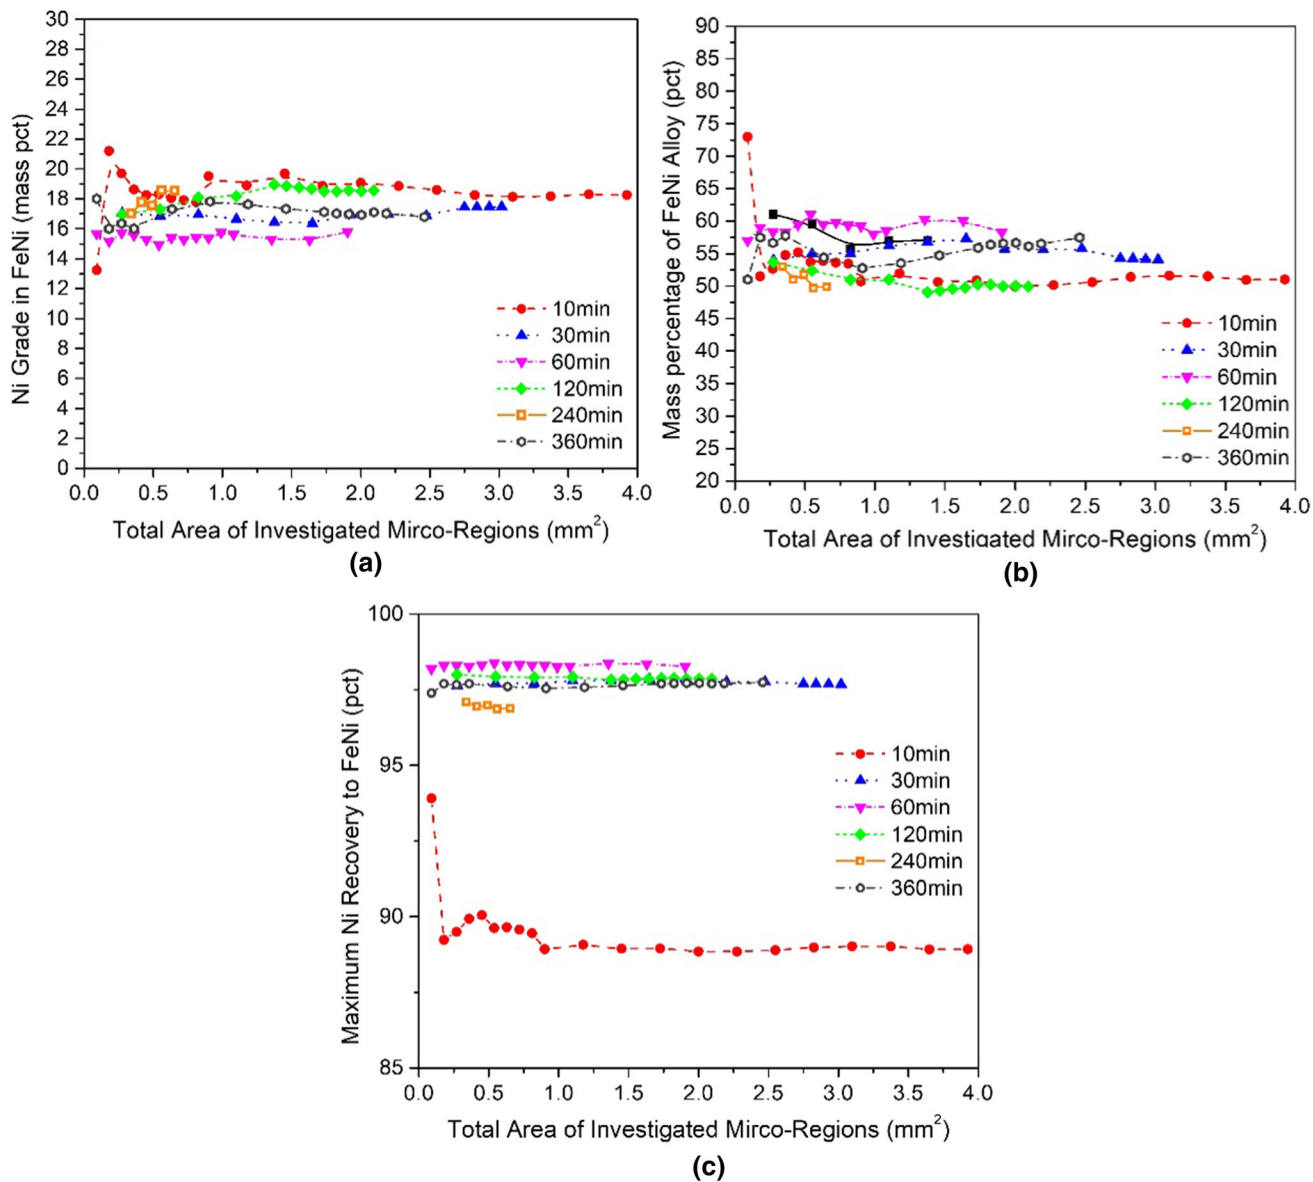 Ni Grade in FeNi (mass pct)
30
28
26
24
22
20
18
16
14
12
10
8
6
4
2
0
10min
30min
60min
120min
240min
360min
0.0 0.5 1.0 1.5 2.0 2.5 3.0 3.5 4.0
Total Area of Investigated Mirco-Regions (mm²)
(a)
Mass percentage of FeNi Alloy (pct)
90
85
80
75
70
65
60
55
50
45
40
35
30
25
20
10min
30min
60min
120min
240min
360min
0.0 0.5 1.0 1.5 2.0 2.5 3.0 3.5 4.0
Total Area of Investigated Mirco-Regions (mm²)
(b)
Maximum Ni Recovery to FeNi (pct)
100
95
90
85
10min
30min
60min
120min
240min
360min
0.0 0.5 1.0 1.5 2.0 2.5 3.0 3.5 4.0
Total Area of Investigated Mirco-Regions (mm²)
(c)